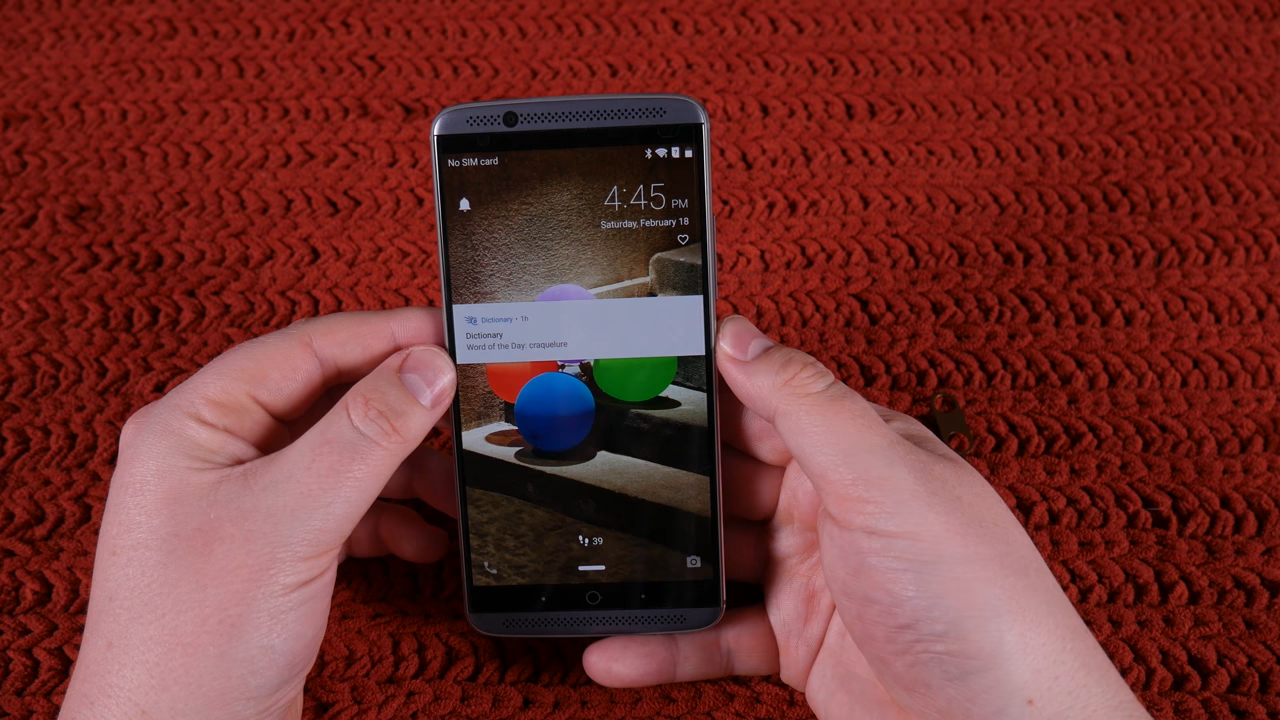 No SIM card
4:45 PM
Saturday, February 18
Dictionary • 1h
Dictionary
Word of the Day: craquelure
39